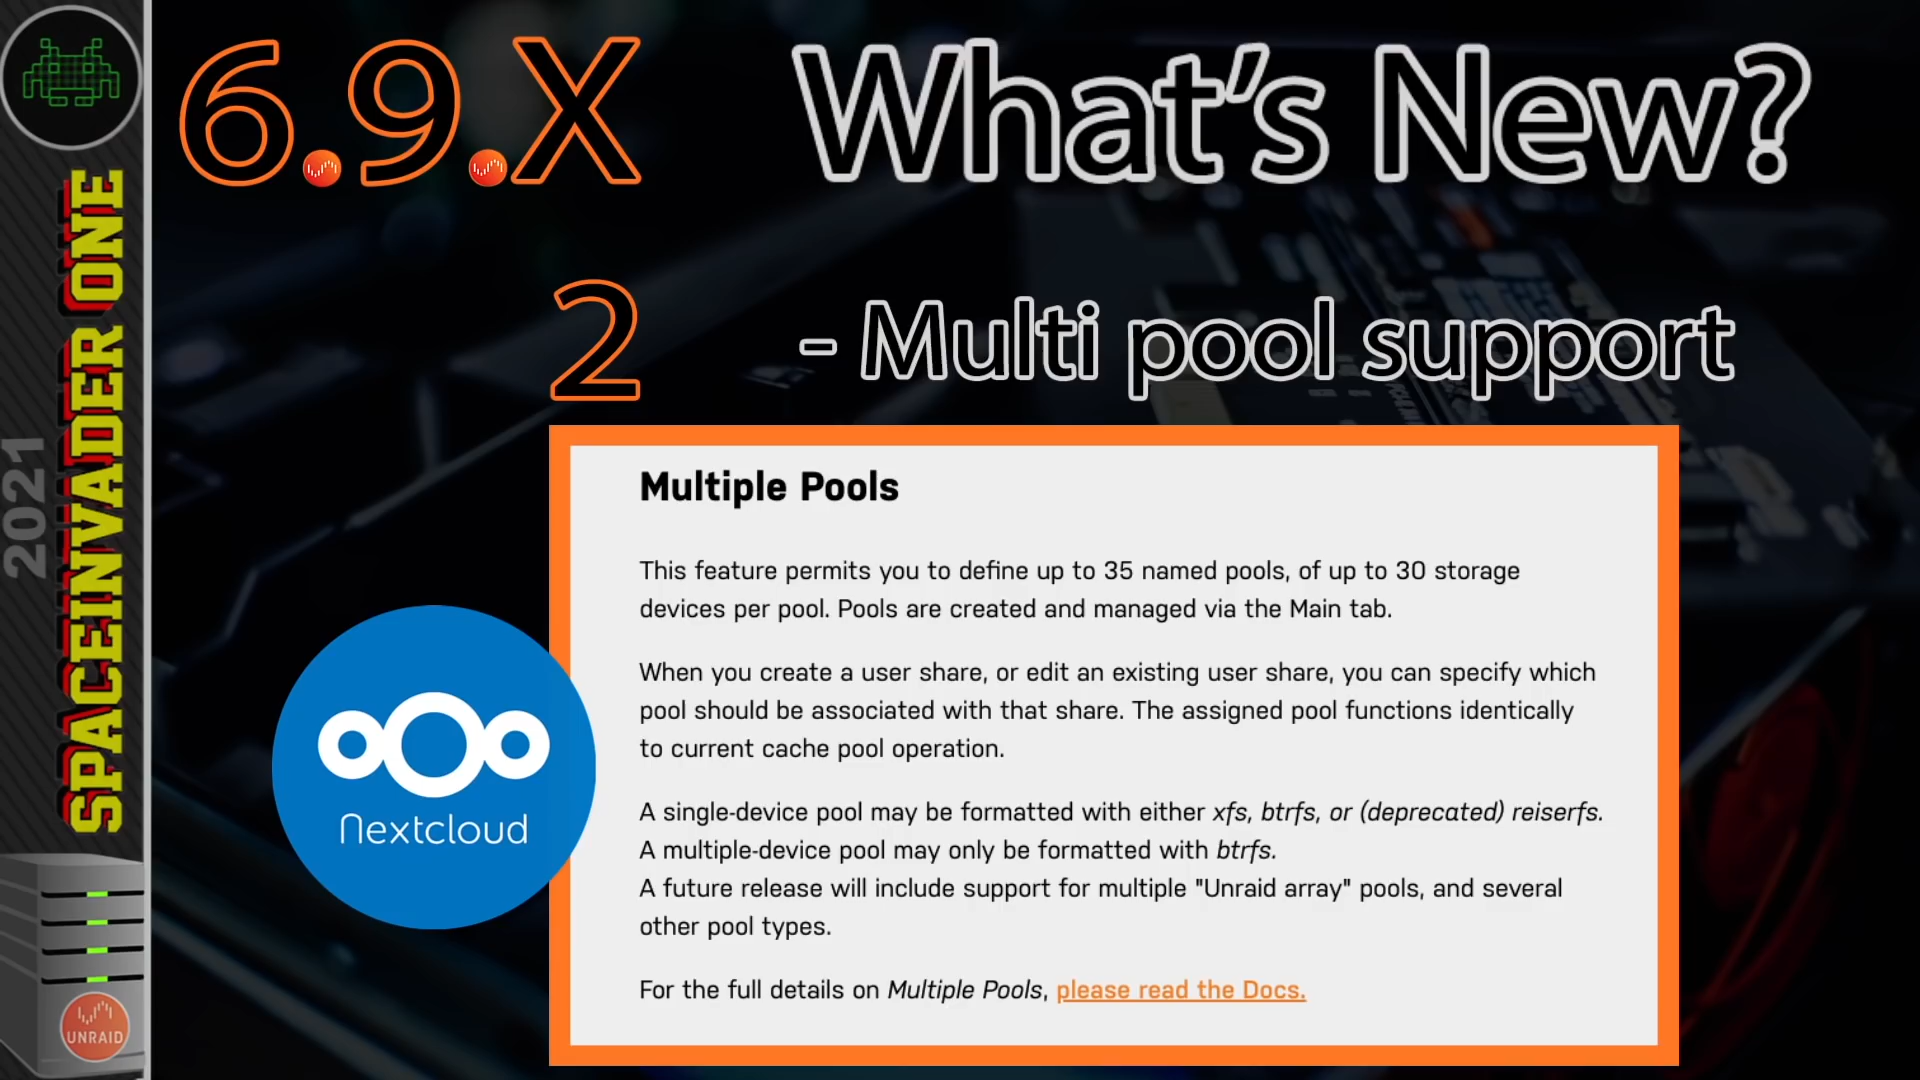 6.9.X What's New?
2 - Multi pool support
2021
SPACEINVADER ONE
UNRAID
Nextcloud
Multiple Pools
This feature permits you to define up to 35 named pools, of up to 30 storage
devices per pool. Pools are created and managed via the Main tab.
When you create a user share, or edit an existing user share, you can specify which
pool should be associated with that share. The assigned pool functions identically
to current cache pool operation.
A single-device pool may be formatted with either xfs, btrfs, or (deprecated) reiserfs.
A multiple-device pool may only be formatted with btrfs.
A future release will include support for multiple "Unraid array" pools, and several
other pool types.
For the full details on Multiple Pools, please read the Docs.